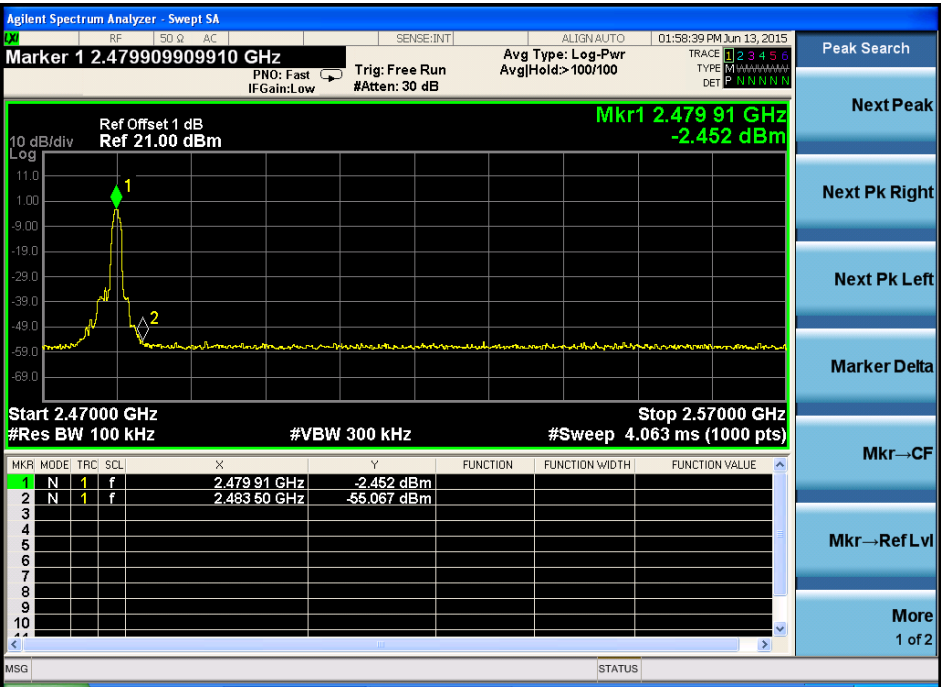 Agilent Spectrum Analyzer - Swept SA
LXI RF 50 Ω AC SENSE:INT ALIGN AUTO 01:58:39 PM Jun 13, 2015
Marker 1 2.479909909910 GHz
PNO: Fast
IFGain:Low
Trig: Free Run
#Atten: 30 dB
Avg Type: Log-Pwr
Avg|Hold:> 100/100
TRACE 1 2 3 4 5 6
TYPE M WWWWW
DET P N N N N N
Mkr1 2.479 91 GHz
-2.452 dBm
Ref Offset 1 dB
10 dB/div Ref 21.00 dBm
Log
11.0
1.00
-9.00
-19.0
-29.0
-39.0
-49.0
-59.0
-69.0
1
2
Start 2.47000 GHz Stop 2.57000 GHz
#Res BW 100 kHz #VBW 300 kHz #Sweep 4.063 ms (1000 pts)
MKR MODE TRC SCL X Y FUNCTION FUNCTION WIDTH FUNCTION VALUE
1 N 1 f 2.479 91 GHz -2.452 dBm
2 N 1 f 2.483 50 GHz -55.067 dBm
3
4
5
6
7
8
9
10
11
MSG STATUS
Peak Search
Next Peak
Next Pk Right
Next Pk Left
Marker Delta
Mkr→CF
Mkr→Ref Lvl
More
1 of 2